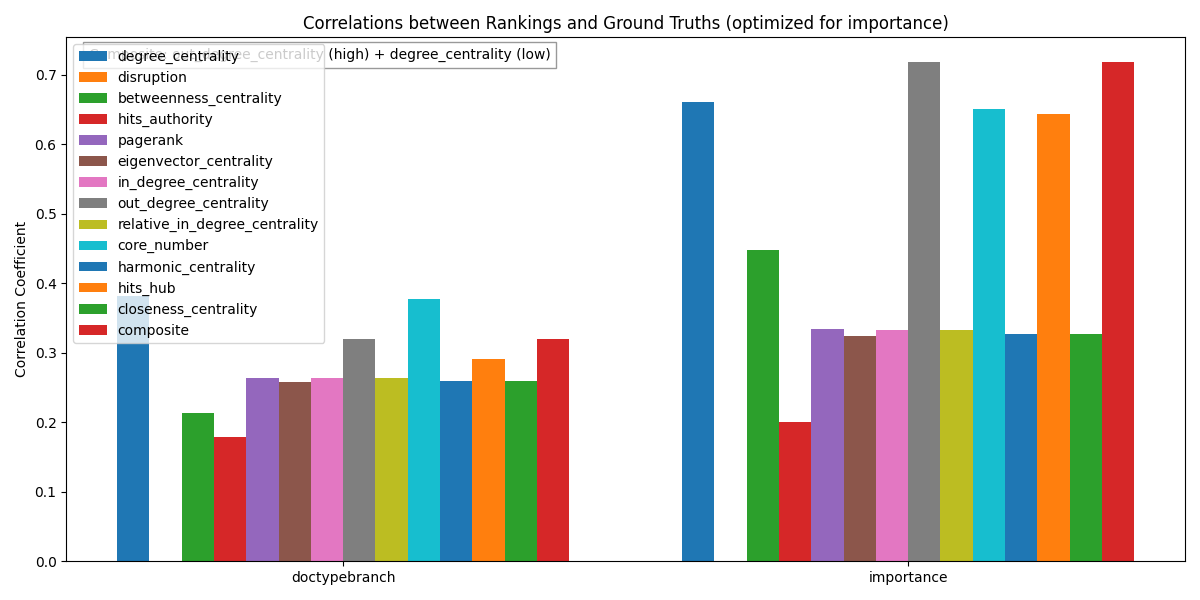 Correlations between Rankings and Ground Truths (optimized for importance)
Composite: out_degree_centrality (high) + degree_centrality (low)
degree_centrality
disruption
betweenness_centrality
hits_authority
pagerank
eigenvector_centrality
in_degree_centrality
out_degree_centrality
relative_in_degree_centrality
core_number
harmonic_centrality
hits_hub
closeness_centrality
composite
Correlation Coefficient
0.7
0.6
0.5
0.4
0.3
0.2
0.1
0.0
doctypebranch
importance